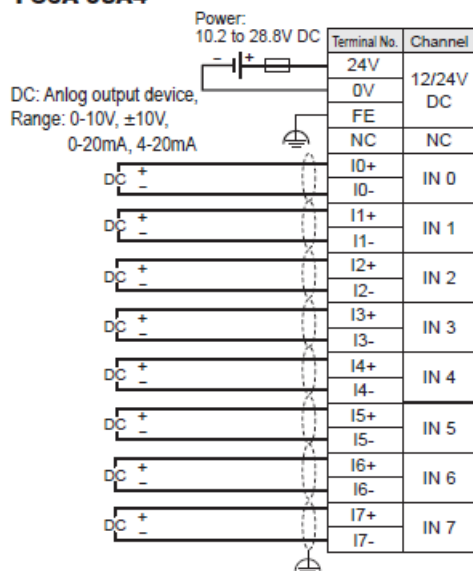 Power:
10.2 to 28.8V DC
Terminal No. Channel
24V
12/24V DC
0V
FE
NC NC
DC: Anlog output device,
Range: 0-10V, ±10V,
0-20mA, 4-20mA
DC + - I0+ I0- IN 0
DC + - I1+ I1- IN 1
DC + - I2+ I2- IN 2
DC + - I3+ I3- IN 3
DC + - I4+ I4- IN 4
DC + - I5+ I5- IN 5
DC + - I6+ I6- IN 6
DC + - I7+ I7- IN 7